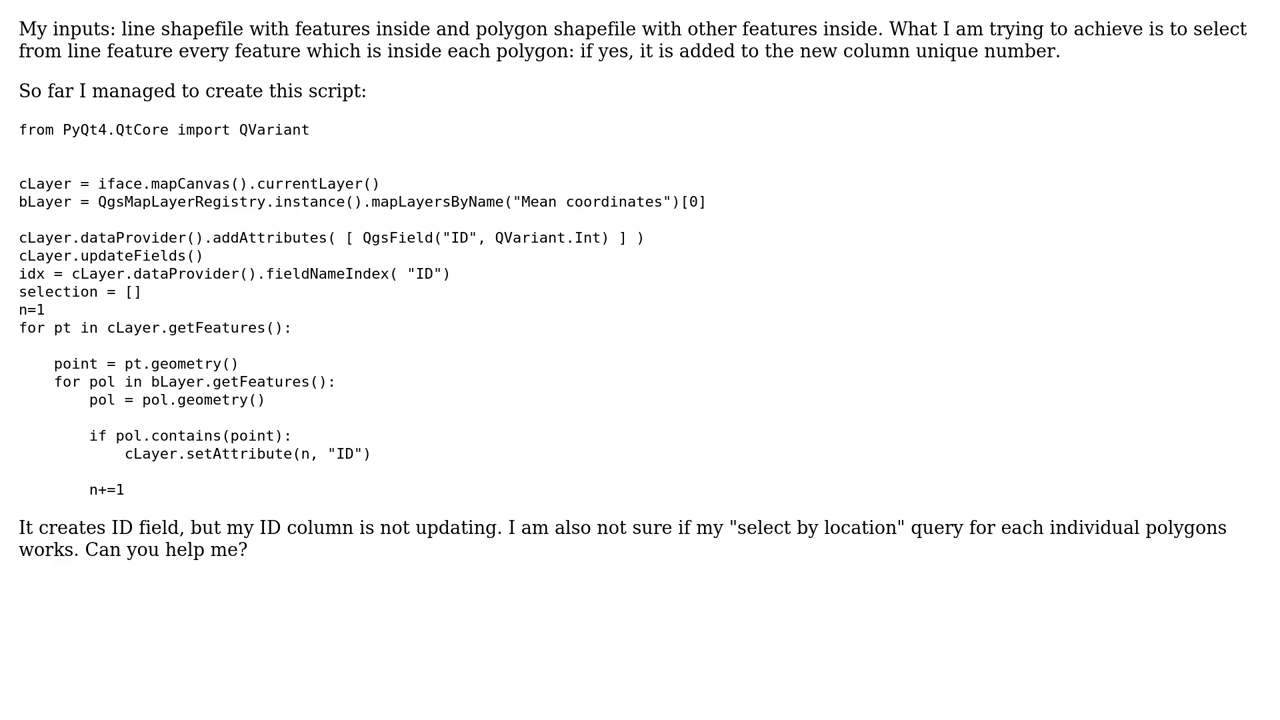 My inputs: line shapefile with features inside and polygon shapefile with other features inside. What I am trying to achieve is to select
from line feature every feature which is inside each polygon: if yes, it is added to the new column unique number.
So far I managed to create this script:
from PyQt4.QtCore import QVariant
cLayer = iface.mapCanvas().currentLayer()
bLayer = QgsMapLayerRegistry.instance().mapLayersByName("Mean coordinates")[0]
cLayer.dataProvider().addAttributes( [ QgsField("ID", QVariant.Int) ] )
cLayer.updateFields()
idx = cLayer.dataProvider().fieldNameIndex( "ID")
selection = []
n=1
for pt in cLayer.getFeatures():
    point = pt.geometry()
    for pol in bLayer.getFeatures():
        pol = pol.geometry()
        if pol.contains(point):
            cLayer.setAttribute(n, "ID")
        n+=1
It creates ID field, but my ID column is not updating. I am also not sure if my "select by location" query for each individual polygons
works. Can you help me?